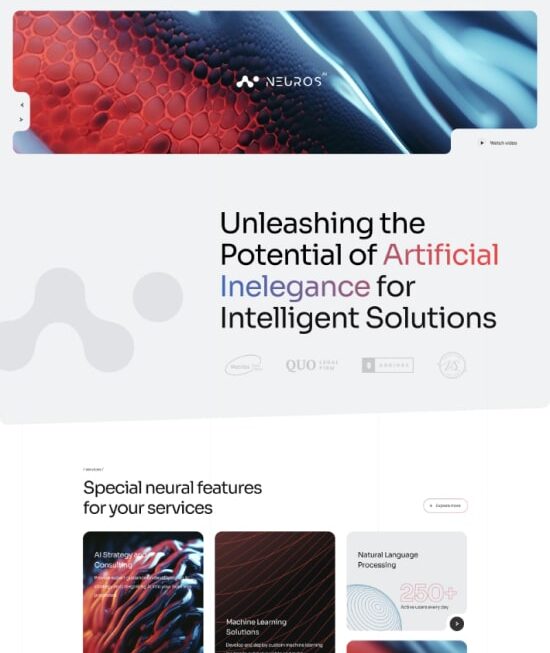 NEUROS
Watch video
Unleashing the
Potential of Artificial
Inelegance for
Intelligent Solutions
QUO LEGAL
FIRM
/ services /
Special neural features
for your services
Explore more
AI Strategy and
Consulting
Natural Language
Processing
250+
Active users every day
Machine Learning
Solutions
Develop and deploy custom machine learning